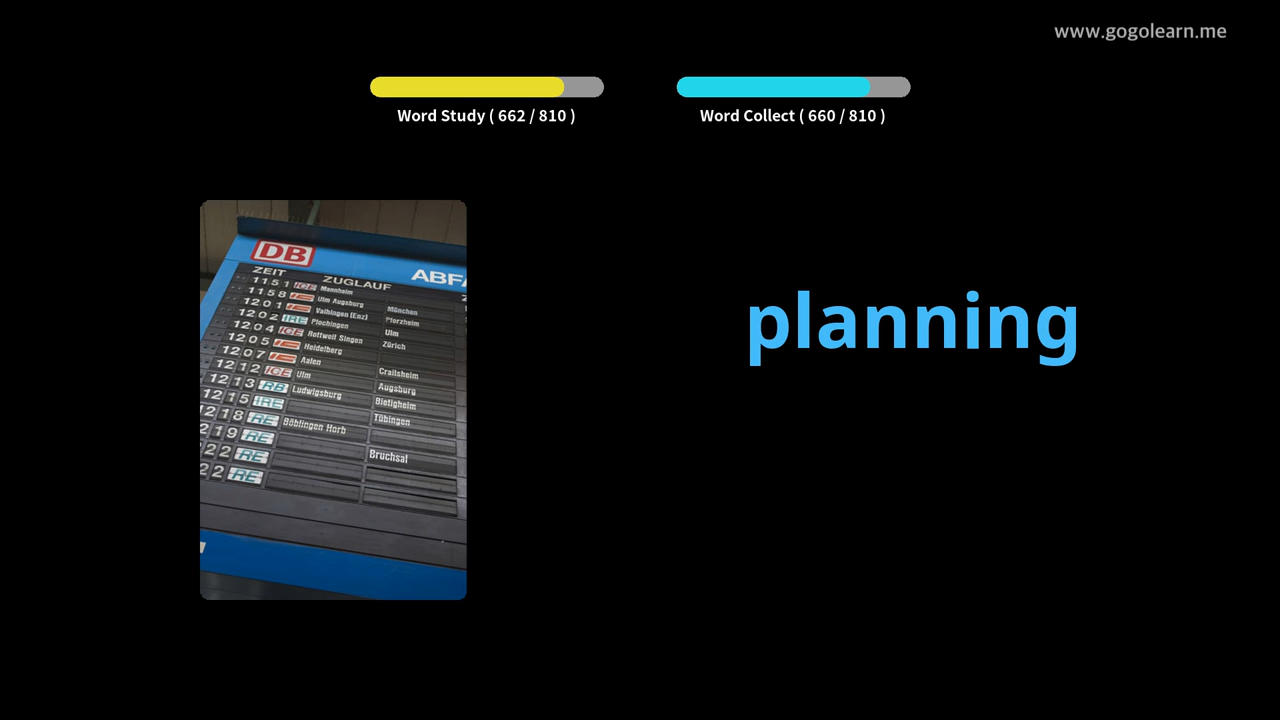 www.gogolearn.me
Word Study ( 662 / 810 )
Word Collect ( 660 / 810 )
DB
ZEIT ZUGLAUF ABFA
1151 ICE Mannheim
1158 Ulm Augsburg München
1201 Vaihingen (Enz) Pforzheim
1202 IRE Plochingen Ulm
1204 ICE Rottweil Singen Zürich
1205 Heidelberg
1207 Aalen Crailsheim
1212 ICE Ulm Augsburg
1213 RB Ludwigsburg Bietigheim
1215 IRE Tübingen
1218 RE Böblingen Horb
219 RE
22 RE Bruchsal
22 RE
planning